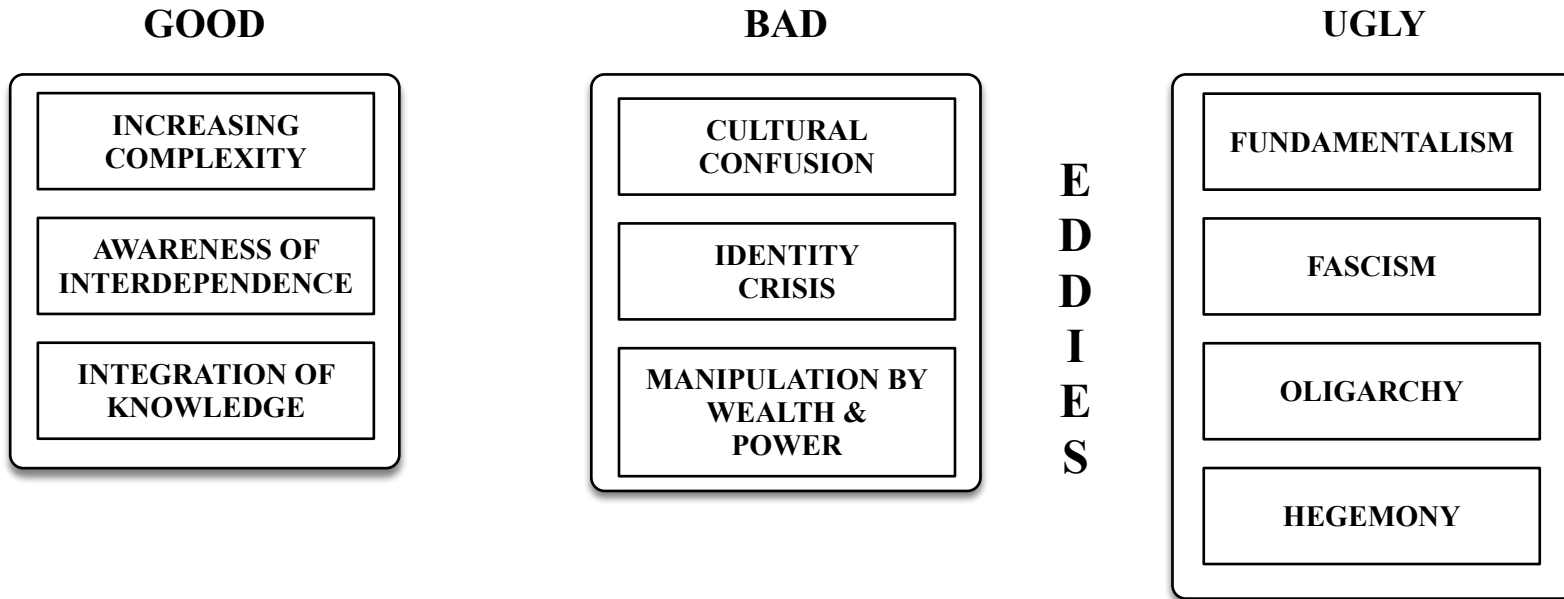 GOOD
INCREASING
COMPLEXITY
AWARENESS OF
INTERDEPENDENCE
INTEGRATION OF
KNOWLEDGE
BAD
CULTURAL
CONFUSION
IDENTITY
CRISIS
MANIPULATION BY
WEALTH &
POWER
E
D
D
I
E
S
UGLY
FUNDAMENTALISM
FASCISM
OLIGARCHY
HEGEMONY